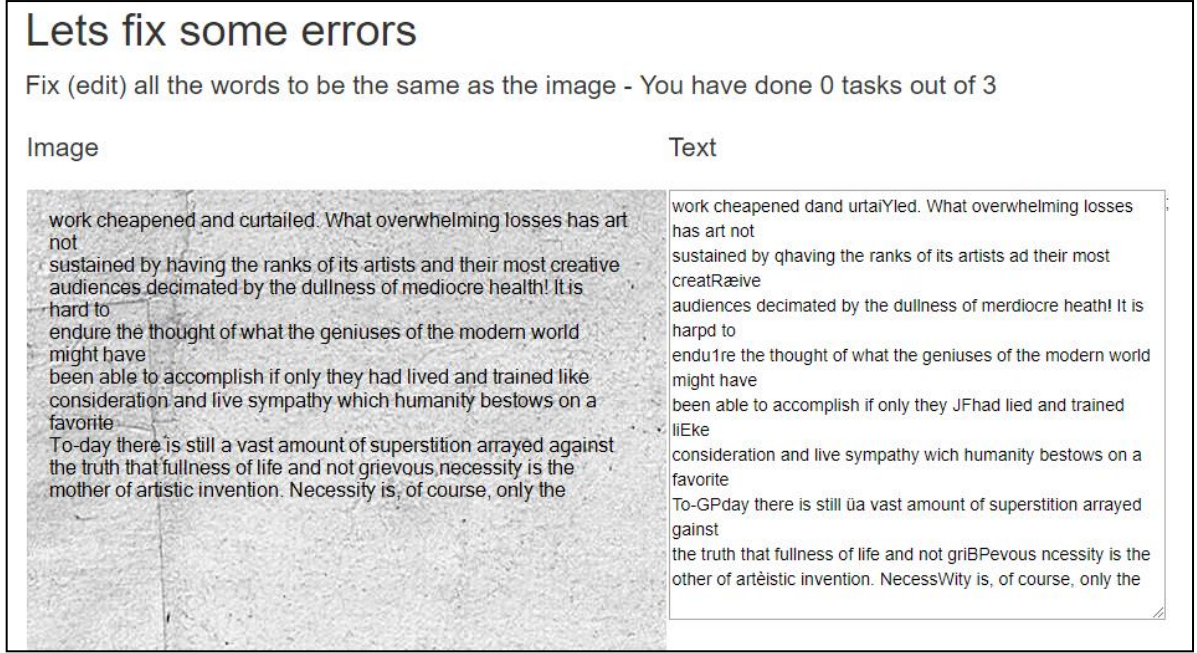 Lets fix some errors
Fix (edit) all the words to be the same as the image - You have done 0 tasks out of 3
Image
work cheapened and curtailed. What overwhelming losses has art
not
sustained by having the ranks of its artists and their most creative
audiences decimated by the dullness of mediocre health! It is
hard to
endure the thought of what the geniuses of the modern world
might have
been able to accomplish if only they had lived and trained like
consideration and live sympathy which humanity bestows on a
favorite
To-day there is still a vast amount of superstition arrayed against
the truth that fullness of life and not grievous necessity is the
mother of artistic invention. Necessity is, of course, only the
Text
work cheapened dand urtaiYled. What overwhelming losses
has art not
sustained by qhaving the ranks of its artists ad their most
creatRæive
audiences decimated by the dullness of merdiocre heath! It is
harpd to
endu1re the thought of what the geniuses of the modern world
might have
been able to accomplish if only they JFhad lied and trained
liEke
consideration and live sympathy wich humanity bestows on a
favorite
To-GPday there is still üa vast amount of superstition arrayed
gainst
the truth that fullness of life and not griBPevous ncessity is the
other of artèistic invention. NecessWity is, of course, only the
;